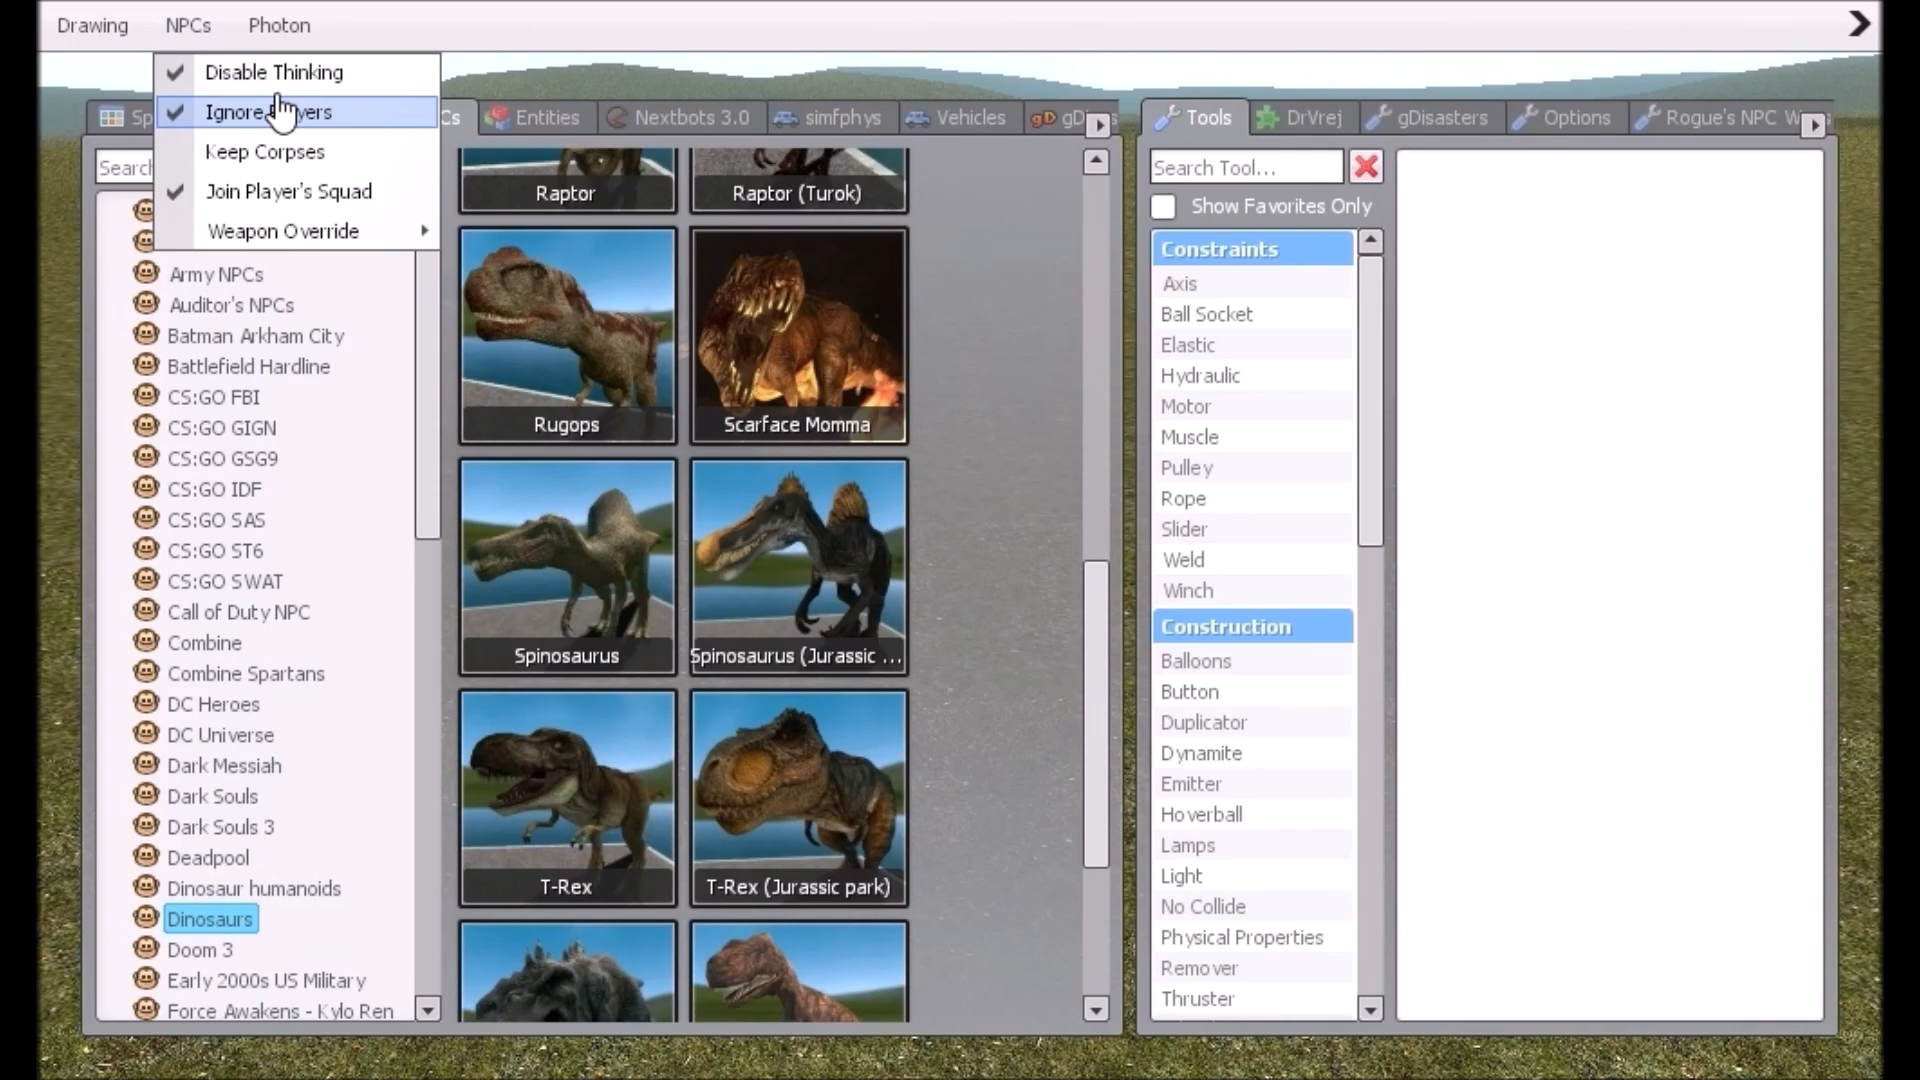 Drawing NPCs Photon
Disable Thinking
Ignore
Keep Corpses
Join Player's Squad
Weapon Override
Entities Nextbots 3.0 simfphys Vehicles
Army NPCs
Auditor's NPCs
Batman Arkham City
Battlefield Hardline
CS:GO FBI
CS:GO GIGN
CS:GO GSG9
CS:GO IDF
CS:GO SAS
CS:GO ST6
CS:GO SWAT
Call of Duty NPC
Combine
Combine Spartans
DC Heroes
DC Universe
Dark Messiah
Dark Souls
Dark Souls 3
Deadpool
Dinosaur humanoids
Dinosaurs
Doom 3
Early 2000s US Military
Force Awakens - Kylo Ren
Raptor Raptor (Turok)
Rugops Scarface Momma
Spinosaurus Spinosaurus (Jurassic ...
T-Rex T-Rex (Jurassic park)
Tools DrVrej gDisasters Options Rogue's NPC
Search Tool...
Show Favorites Only
Constraints
Axis
Ball Socket
Elastic
Hydraulic
Motor
Muscle
Pulley
Rope
Slider
Weld
Winch
Construction
Balloons
Button
Duplicator
Dynamite
Emitter
Hoverball
Lamps
Light
No Collide
Physical Properties
Remover
Thruster